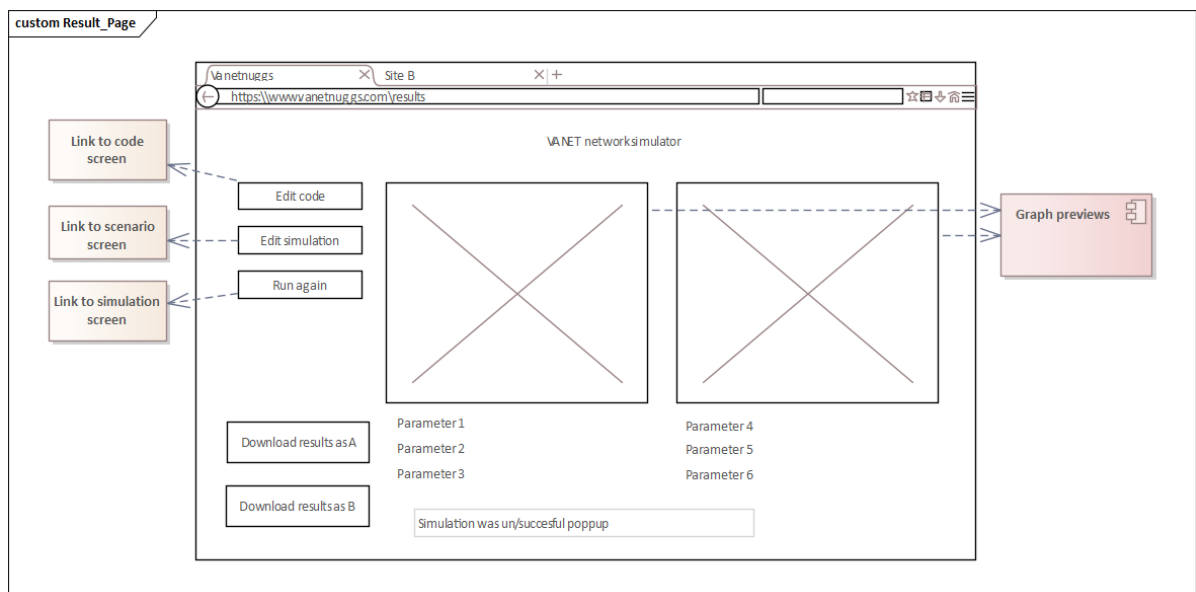 custom Result_Page
Vanetnuggs
Site B
https:\\www.vanetnuggs.com\results
VANET networksimulator
Link to code
screen
Link to scenario
screen
Link to simulation
screen
Edit code
Edit simulation
Run again
Graph previews
Download results as A
Download results as B
Parameter 1
Parameter 2
Parameter 3
Parameter 4
Parameter 5
Parameter 6
Simulation was un/succesful poppup